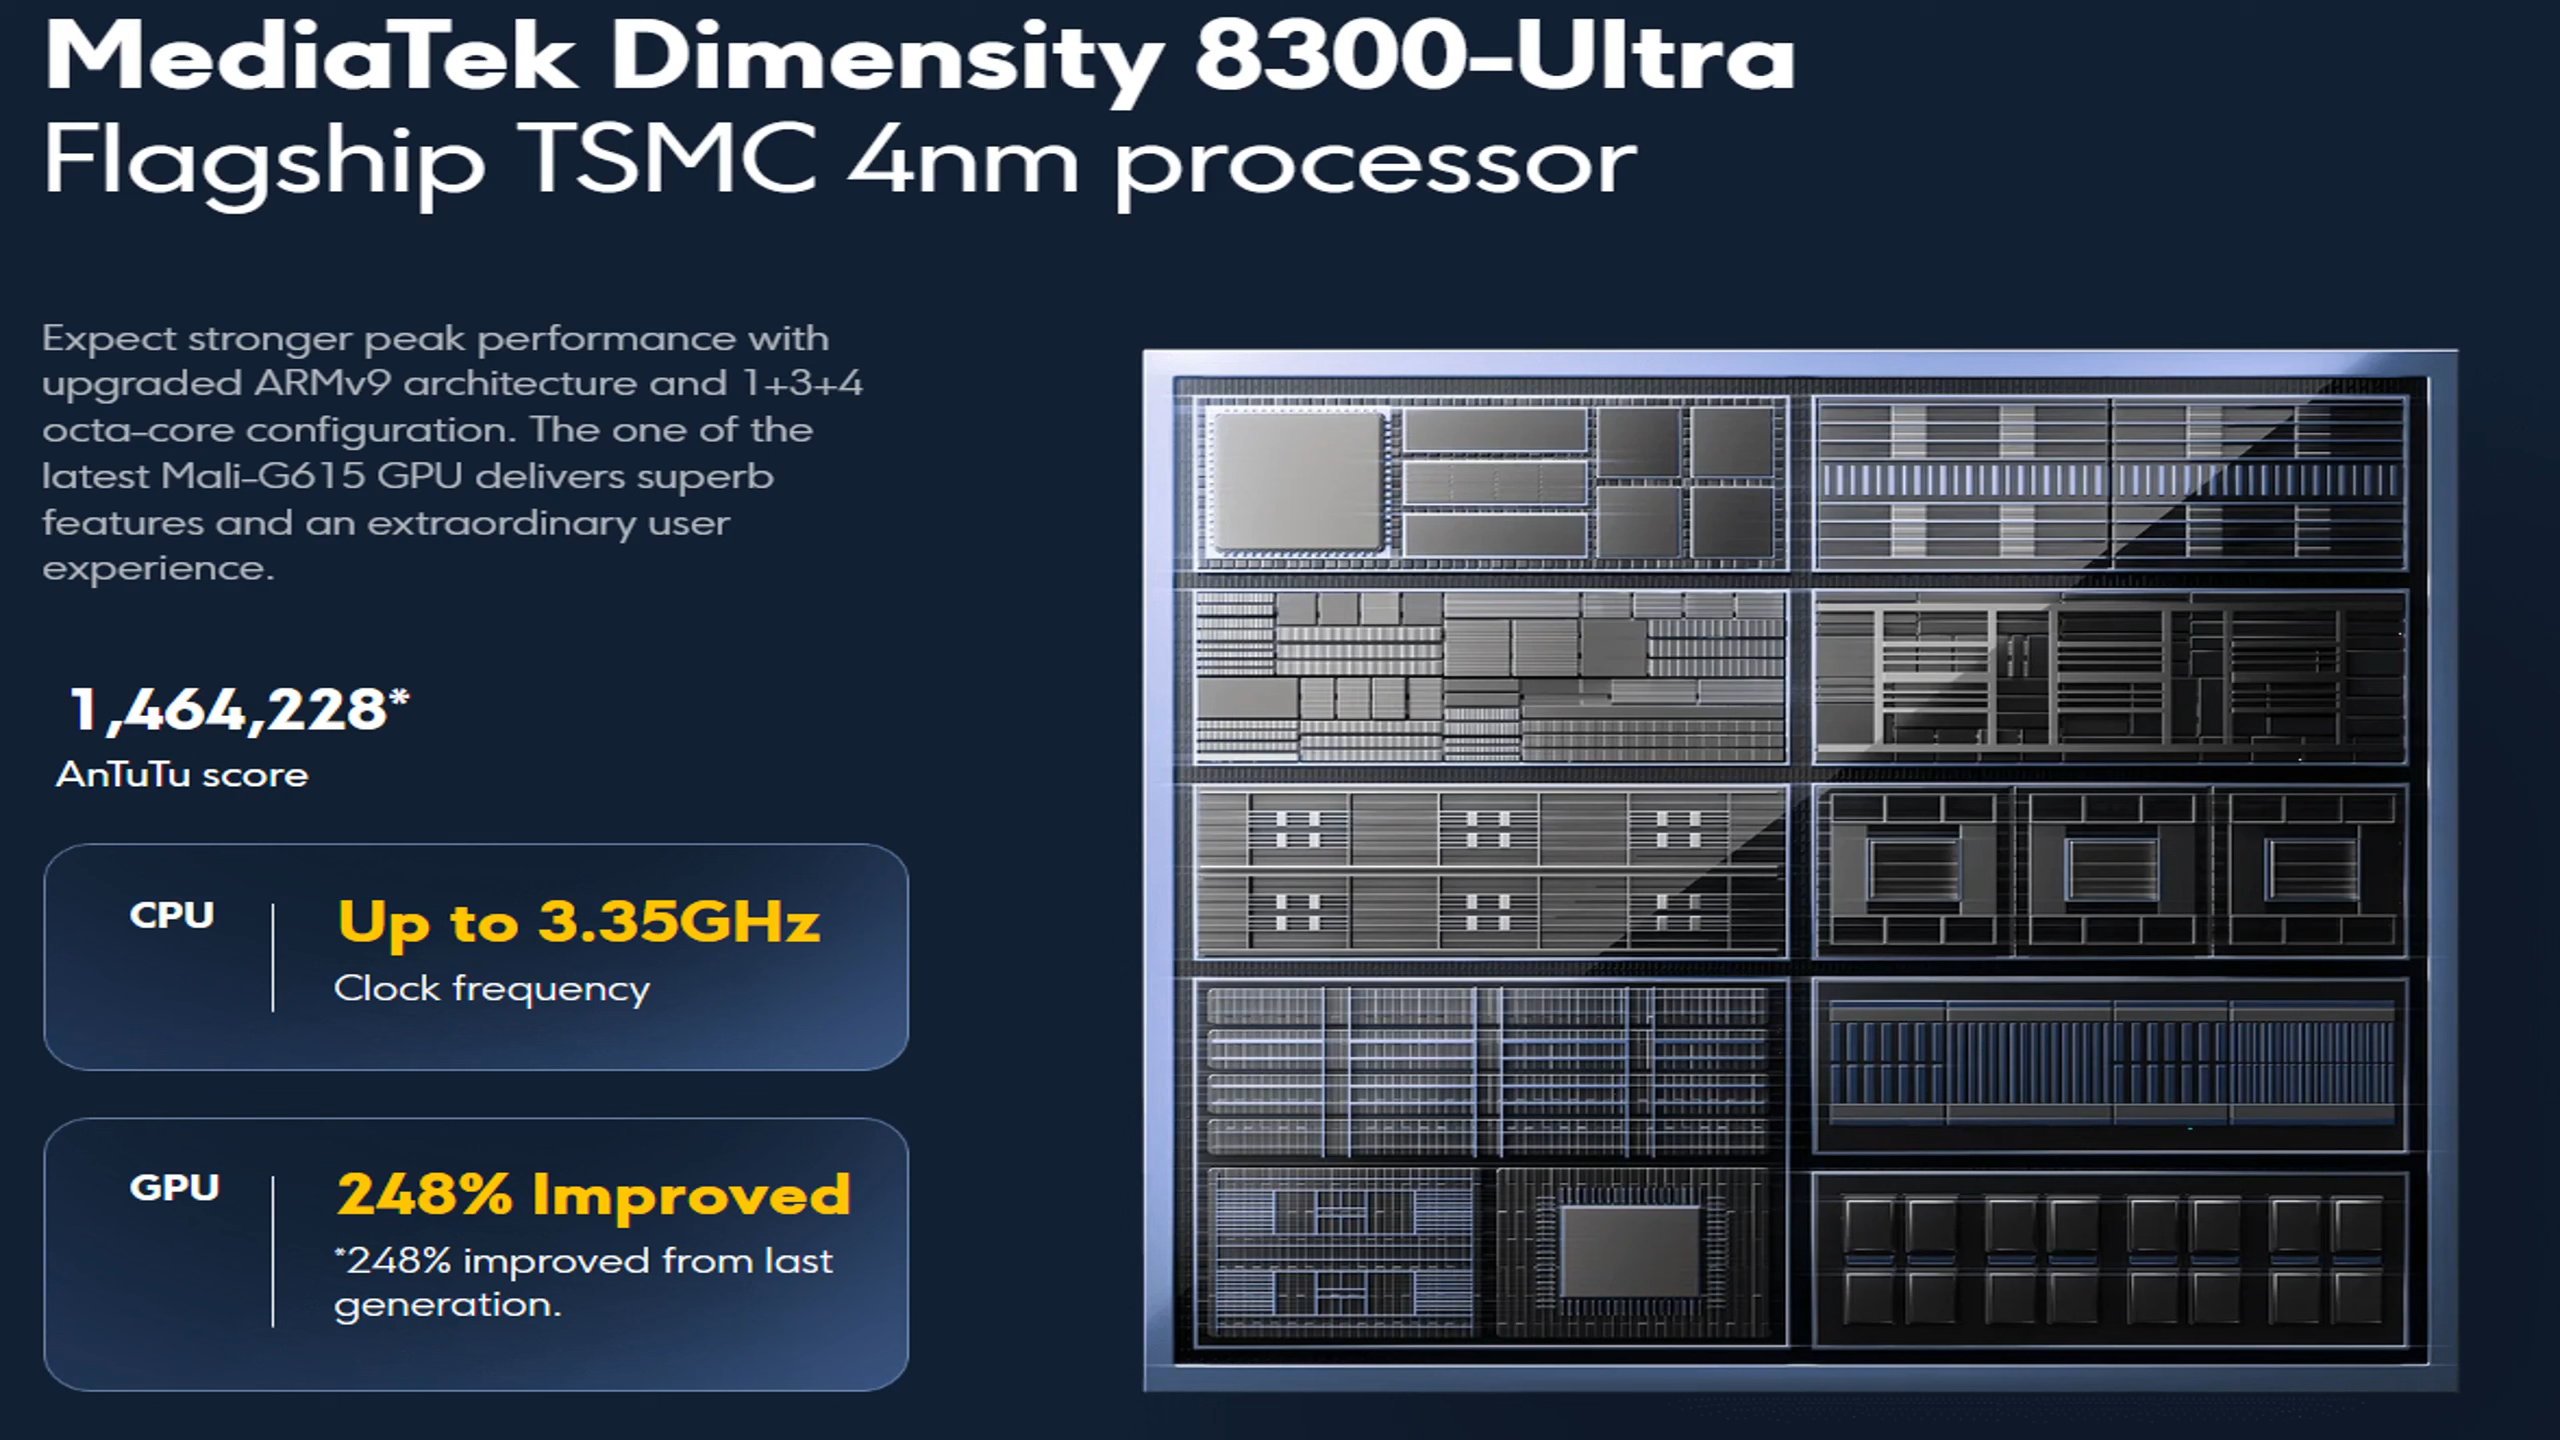 MediaTek Dimensity 8300-Ultra
Flagship TSMC 4nm processor
Expect stronger peak performance with
upgraded ARMv9 architecture and 1+3+4
octa-core configuration. The one of the
latest Mali-G615 GPU delivers superb
features and an extraordinary user
experience.
1,464,228*
AnTuTu score
CPU
Up to 3.35GHz
Clock frequency
GPU
248% Improved
*248% improved from last
generation.